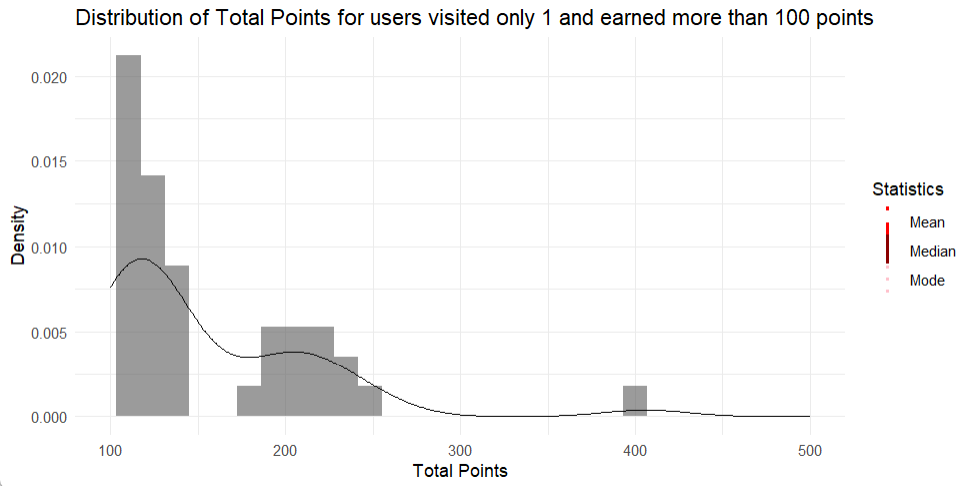 Distribution of Total Points for users visited only 1 and earned more than 100 points
0.020
0.015
0.010
0.005
0.000
Density
100 200 300 400 500
Total Points
Statistics
Mean
Median
Mode